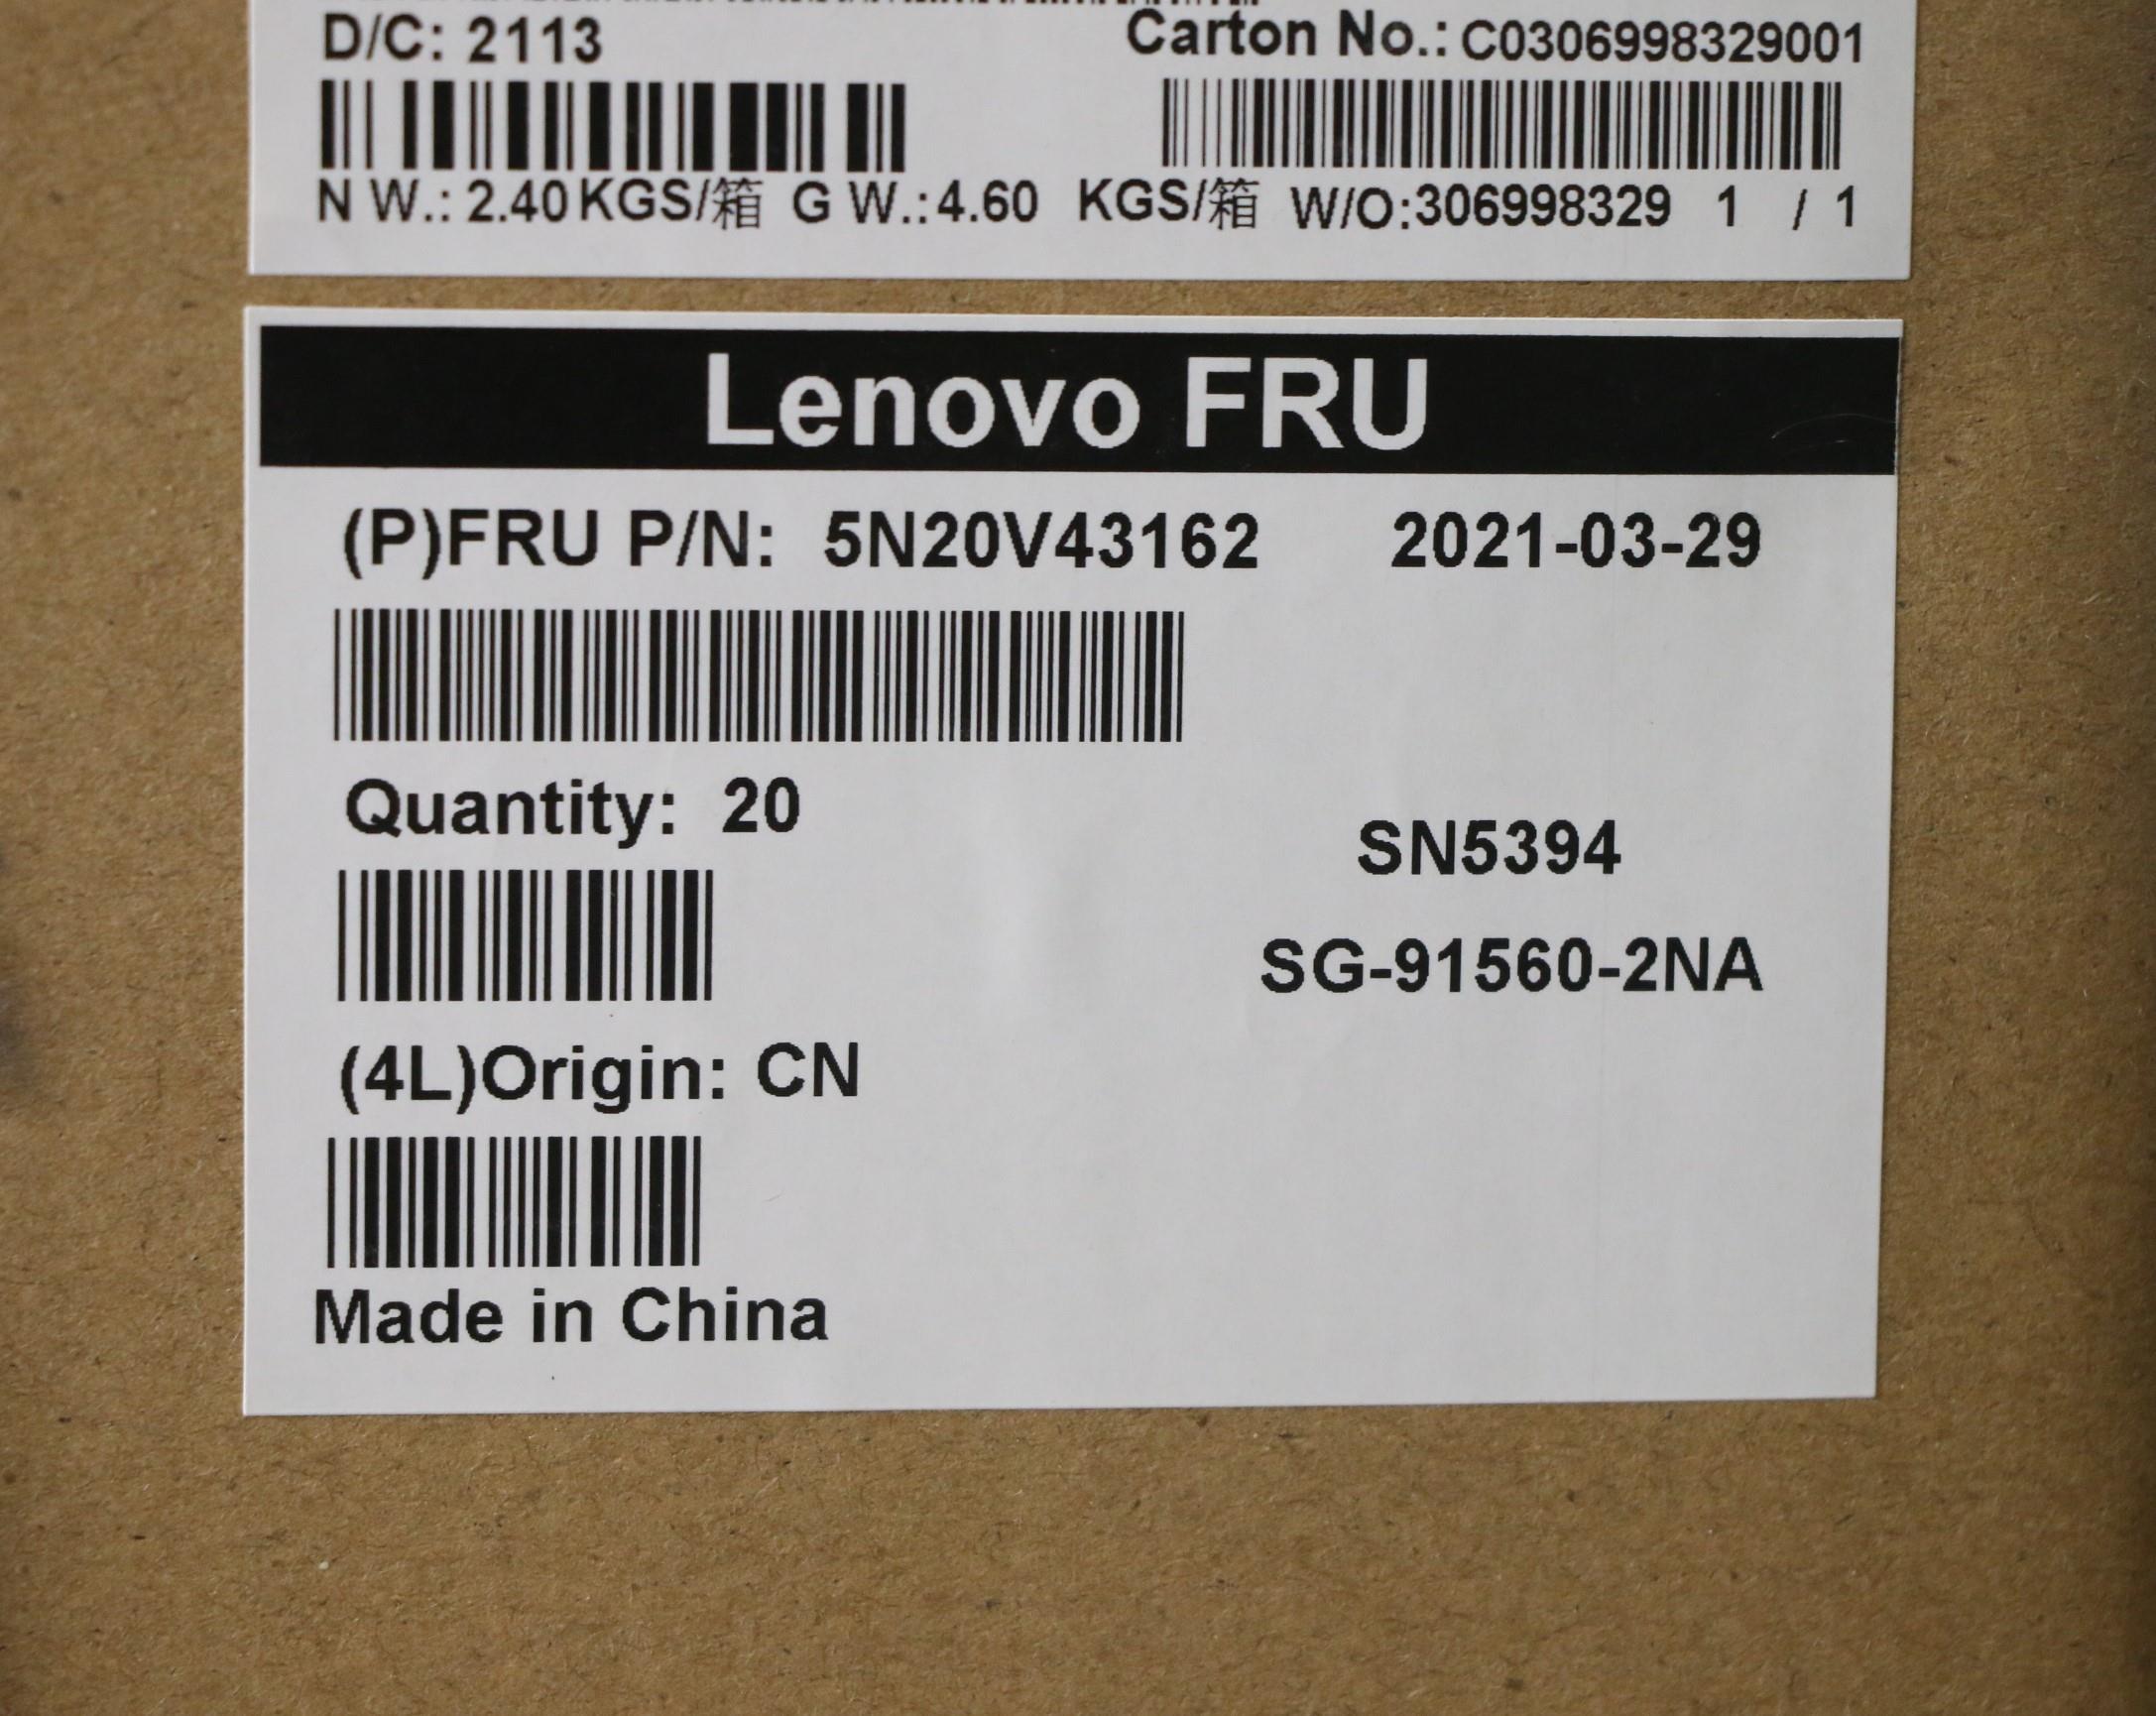 D/C: 2113 Carton No.: C0306998329001
N W.: 2.40 KGS/箱 G W.: 4.60 KGS/箱 W/O:306998329 1 / 1
Lenovo FRU
(P)FRU P/N: 5N20V43162 2021-03-29
Quantity: 20
SN5394
SG-91560-2NA
(4L)Origin: CN
Made in China